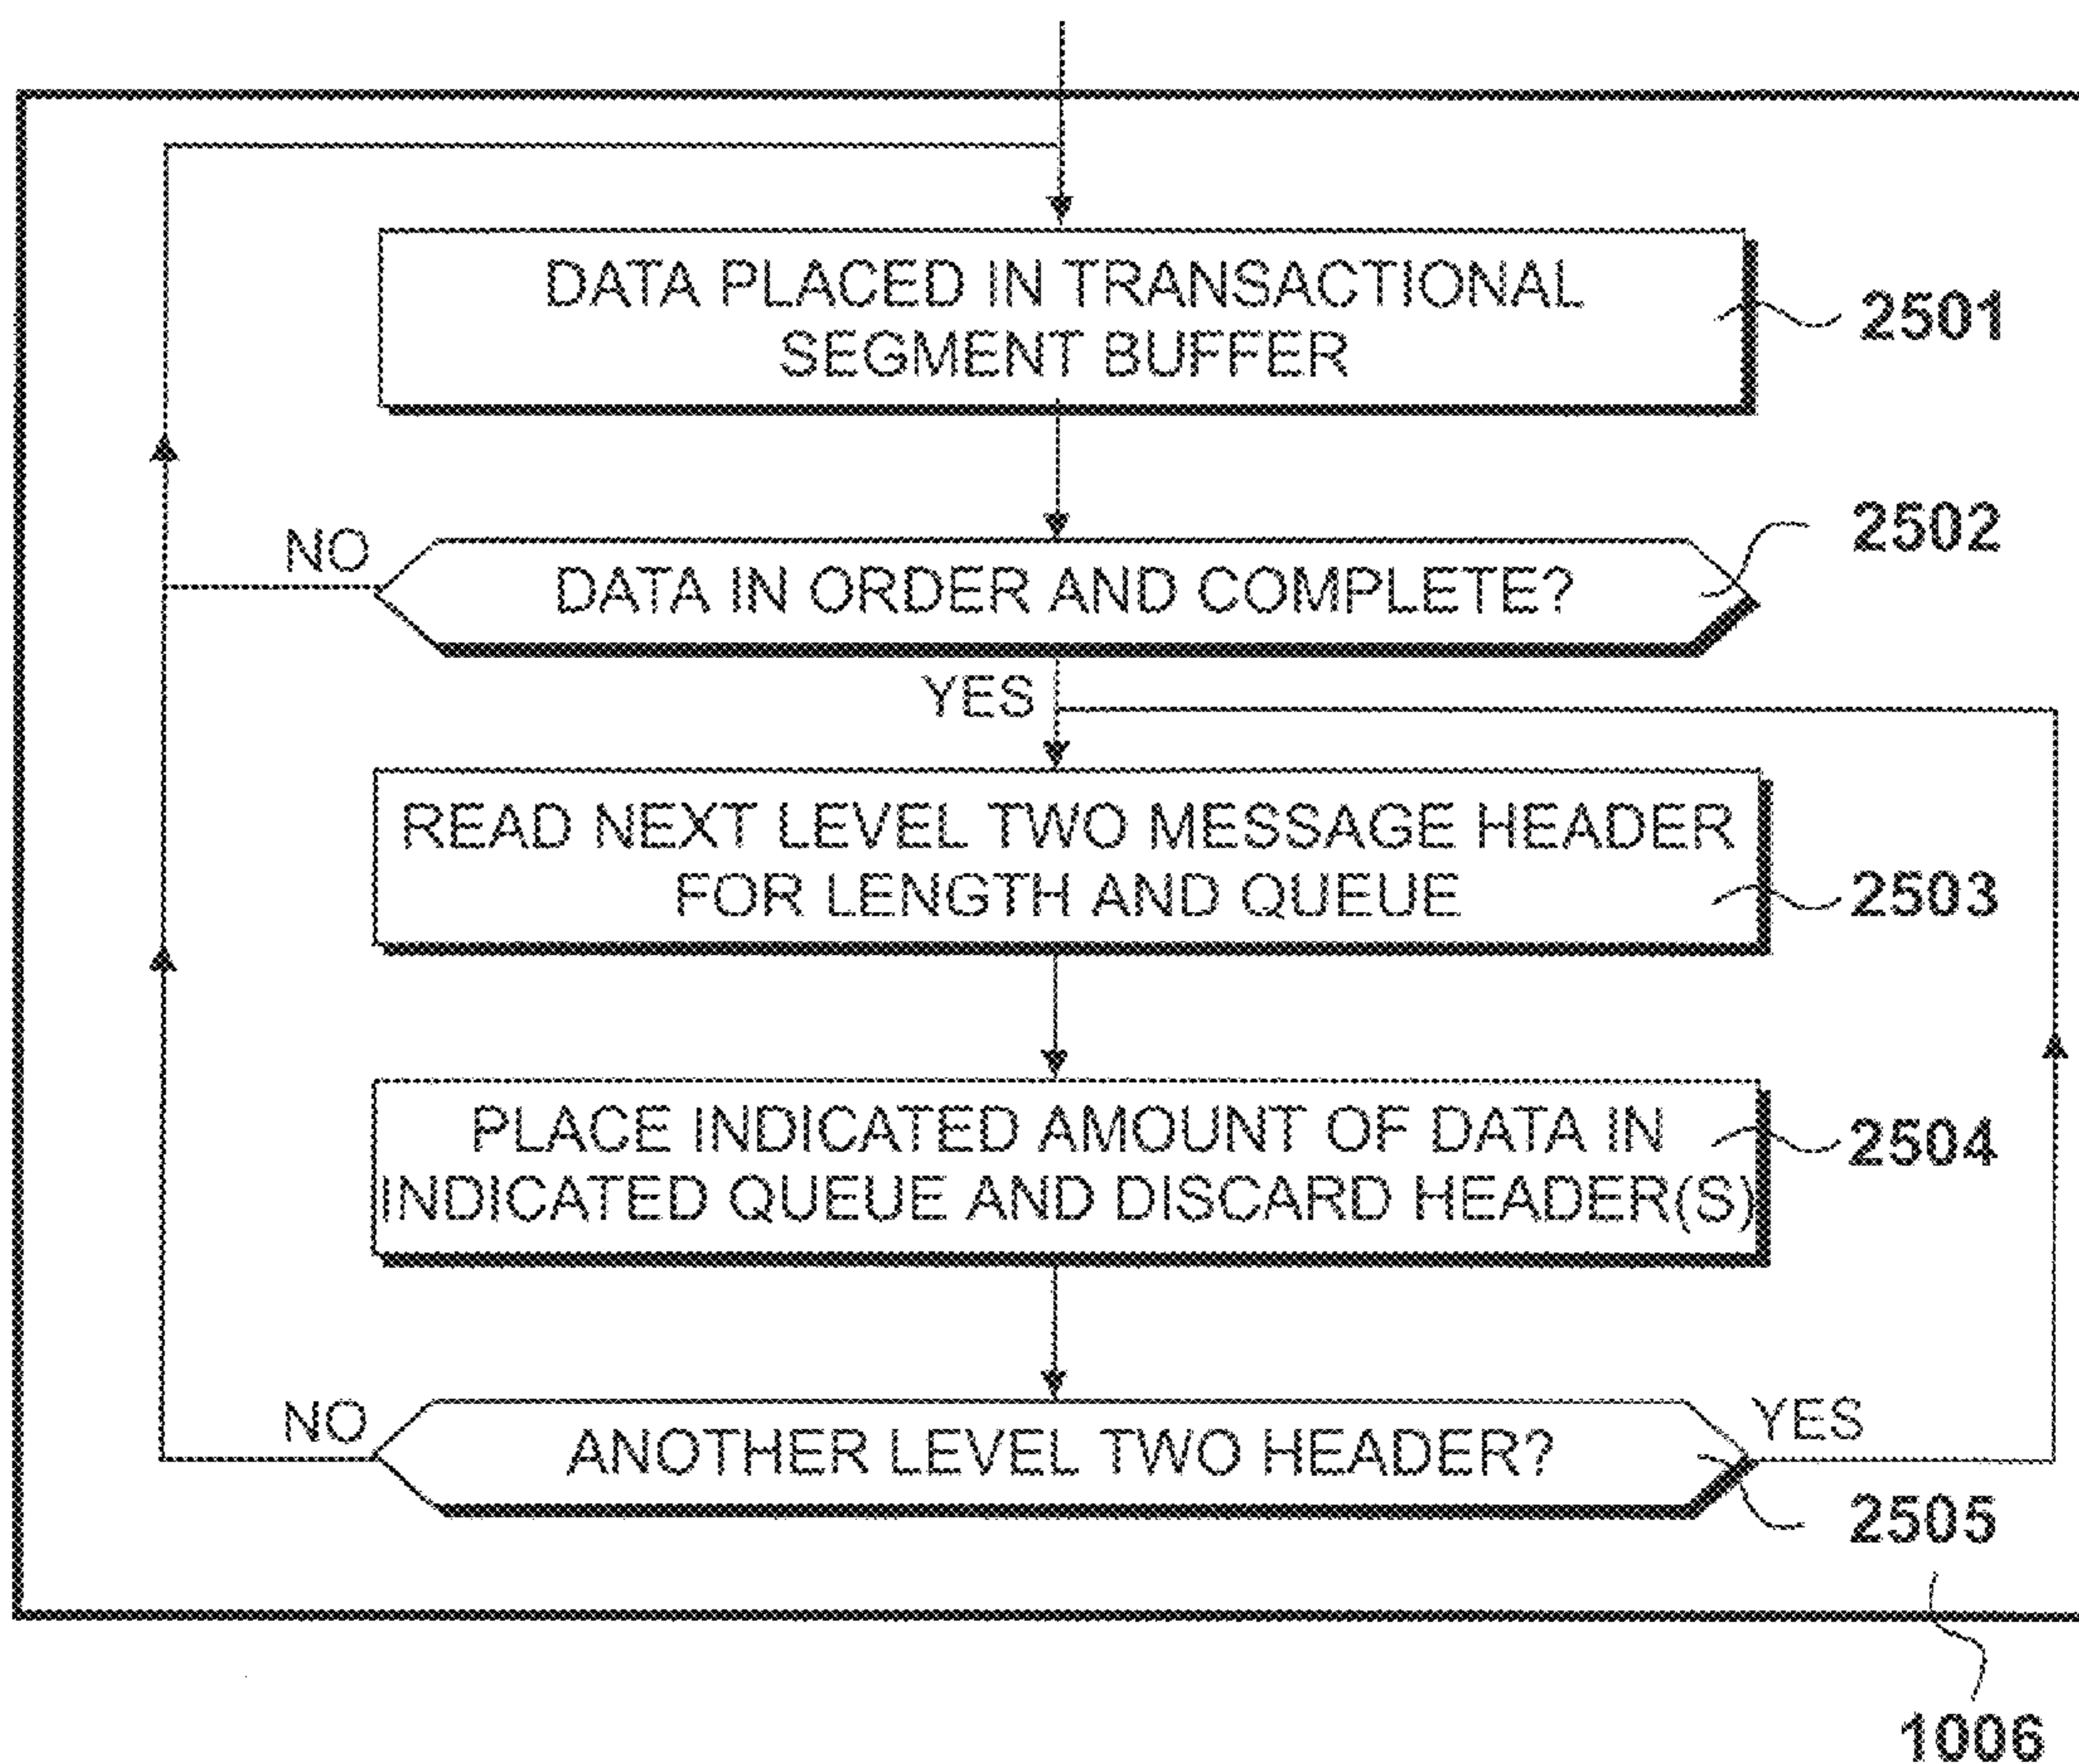 DATA PLACED IN TRANSACTIONAL
SEGMENT BUFFER
2501
2502
NO
DATA IN ORDER AND COMPLETE?
YES
READ NEXT LEVEL TWO MESSAGE HEADER
FOR LENGTH AND QUEUE
2503
PLACE INDICATED AMOUNT OF DATA IN
INDICATED QUEUE AND DISCARD HEADER(S)
2504
NO
ANOTHER LEVEL TWO HEADER?
YES
2505
1006